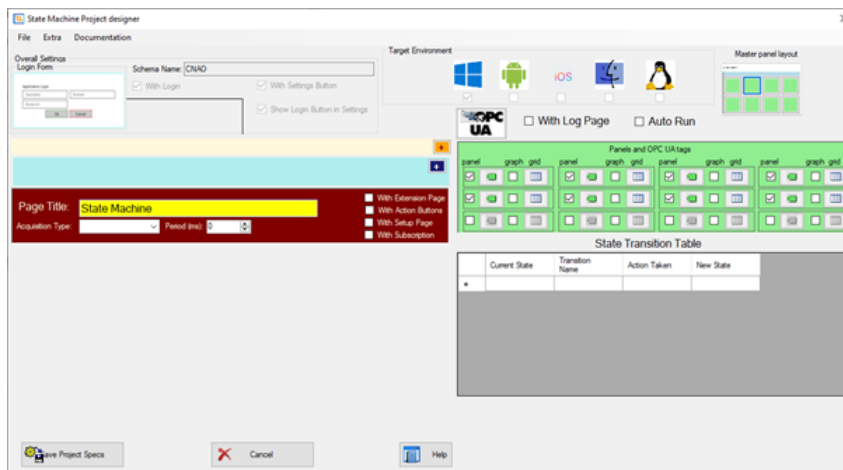 State Machine Project designer
File Extra Documentation
Overall Settings
Login Form
Application Login
Schema Name: CNAO
With Login
With Settings Button
Show Login Button in Settings
Target Environment
iOS
Master panel layout
OPC UA
With Log Page
Auto Run
Panels and OPC UA tags
panel graph grid panel graph grid panel graph grid panel graph grid
Page Title: State Machine
Acquisition Type: Period (ms): 0
With Extension Page
With Action Buttons
With Setup Page
With Subscription
State Transition Table
Current State Transition Name Action Taken New State
Save Project Specs
Cancel
Help